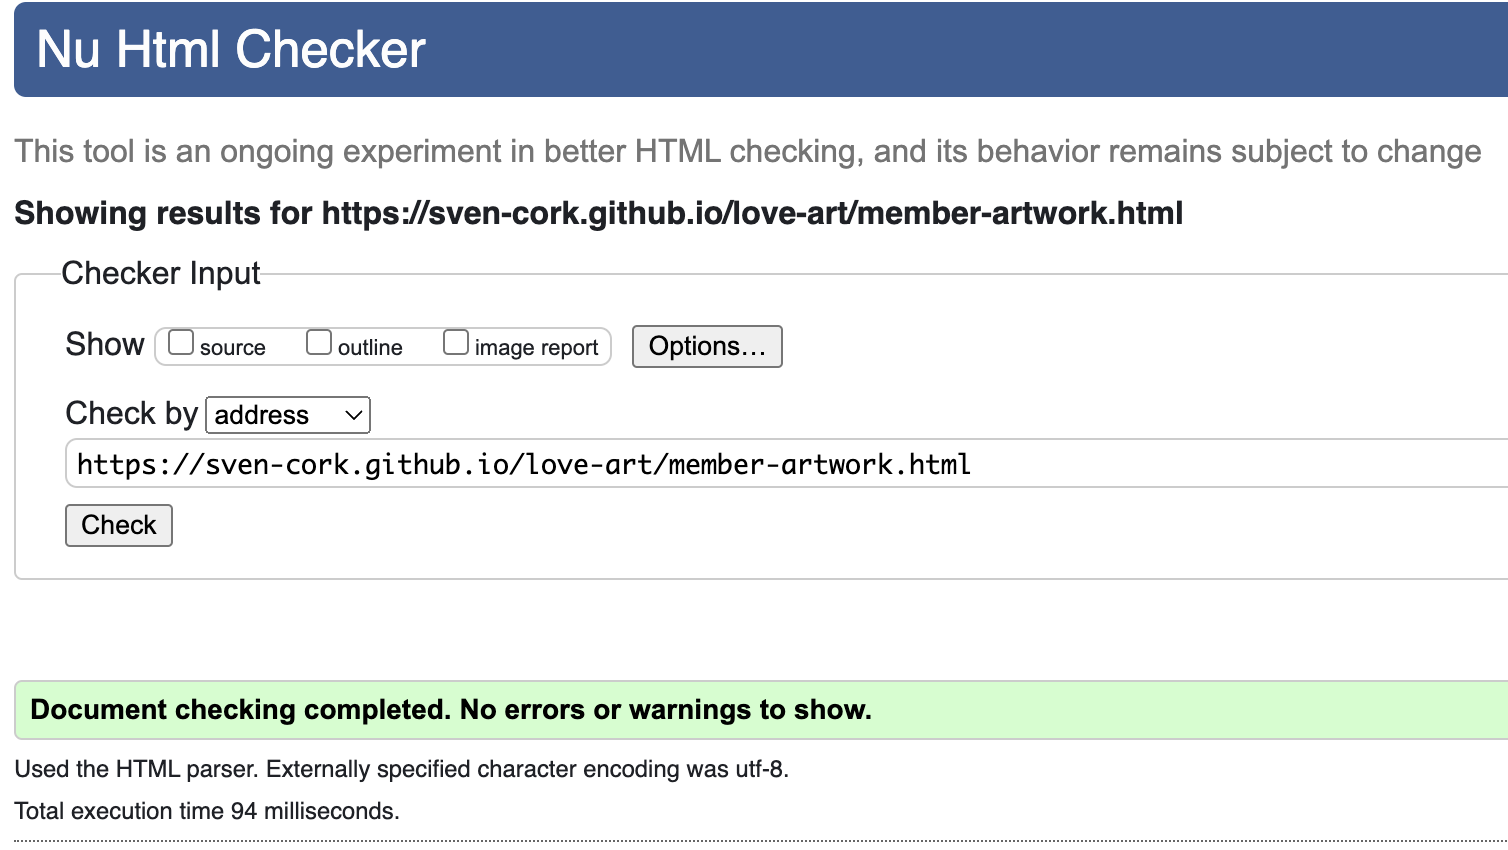 Nu Html Checker
This tool is an ongoing experiment in better HTML checking, and its behavior remains subject to change
Showing results for https://sven-cork.github.io/love-art/member-artwork.html
Checker Input
Show source outline image report Options...
Check by address
https://sven-cork.github.io/love-art/member-artwork.html
Check
Document checking completed. No errors or warnings to show.
Used the HTML parser. Externally specified character encoding was utf-8.
Total execution time 94 milliseconds.